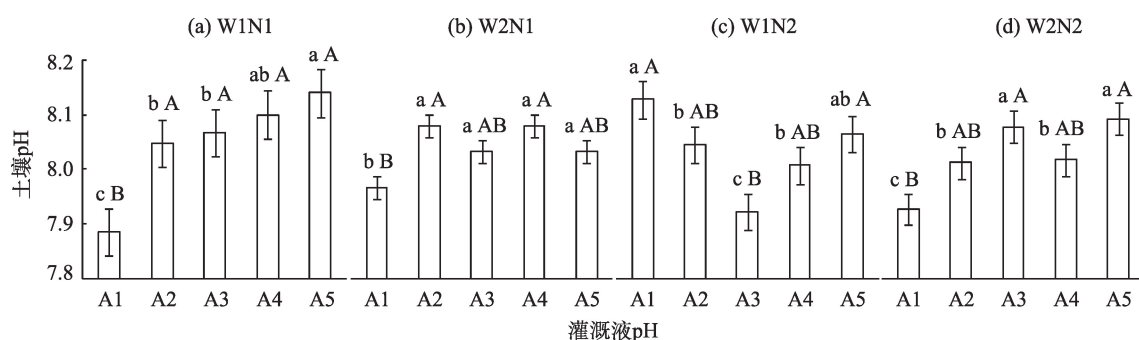 (a) W1N1 (b) W2N1 (c) W1N2 (d) W2N2
8.2
8.1
8.0
7.9
7.8
土壤pH
c B b A b A ab A a A
b B a A a AB a A a AB
a A b AB c B b AB ab A
c B b AB a A b AB a A
A1 A2 A3 A4 A5 A1 A2 A3 A4 A5 A1 A2 A3 A4 A5 A1 A2 A3 A4 A5
灌溉液pH